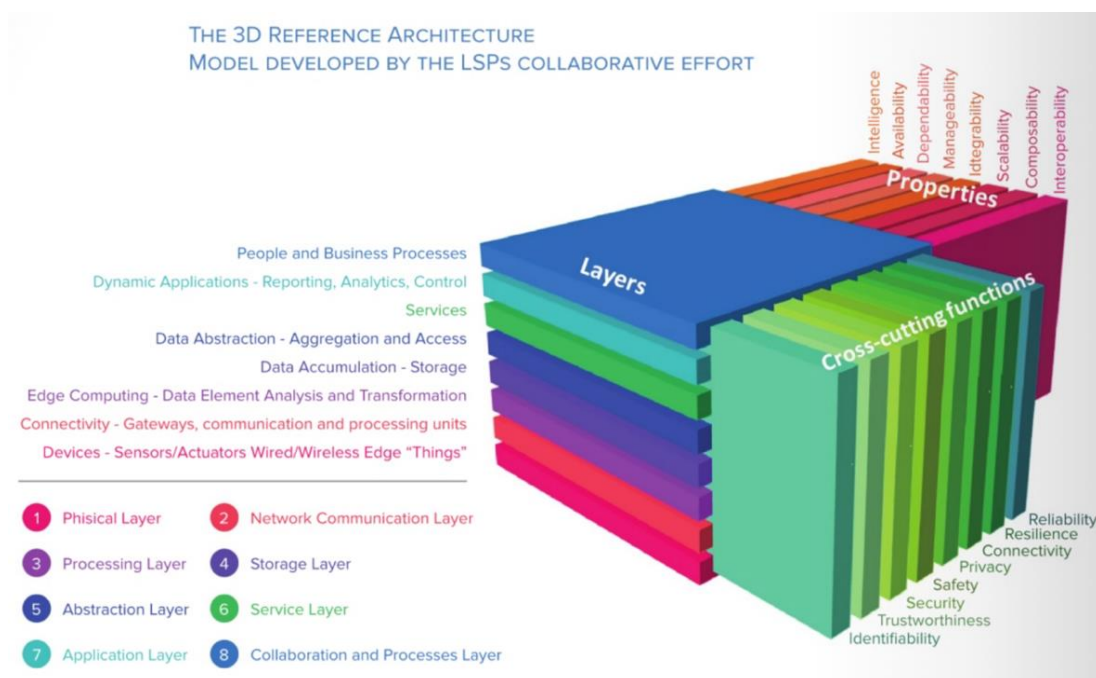 THE 3D REFERENCE ARCHITECTURE
MODEL DEVELOPED BY THE LSPS COLLABORATIVE EFFORT
Intelligence
Availability
Dependability
Manageability
Idtegrability
Scalability
Composability
Interoperability
Properties
Layers
Cross-cutting functions
People and Business Processes
Dynamic Applications - Reporting, Analytics, Control
Services
Data Abstraction - Aggregation and Access
Data Accumulation - Storage
Edge Computing - Data Element Analysis and Transformation
Connectivity - Gateways, communication and processing units
Devices - Sensors/Actuators Wired/Wireless Edge “Things”
1 Phisical Layer
2 Network Communication Layer
3 Processing Layer
4 Storage Layer
5 Abstraction Layer
6 Service Layer
7 Application Layer
8 Collaboration and Processes Layer
Reliability
Resilience
Connectivity
Privacy
Safety
Security
Trustworthiness
Identifiability